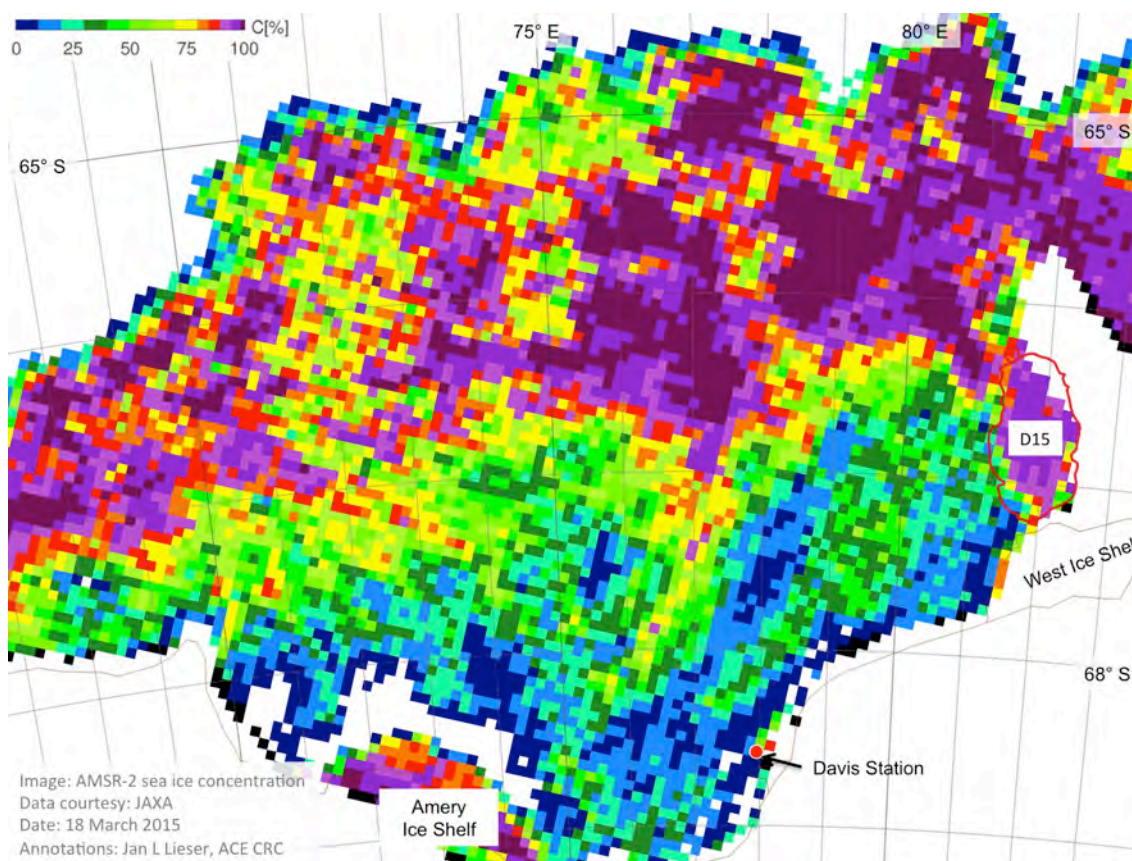 C[%]
0 25 50 75 100
75° E
80° E
65° S
65° S
D15
West Ice Shelf
68° S
Davis Station
Amery
Ice Shelf
Image: AMSR-2 sea ice concentration
Data courtesy: JAXA
Date: 18 March 2015
Annotations: Jan L Lieser, ACE CRC